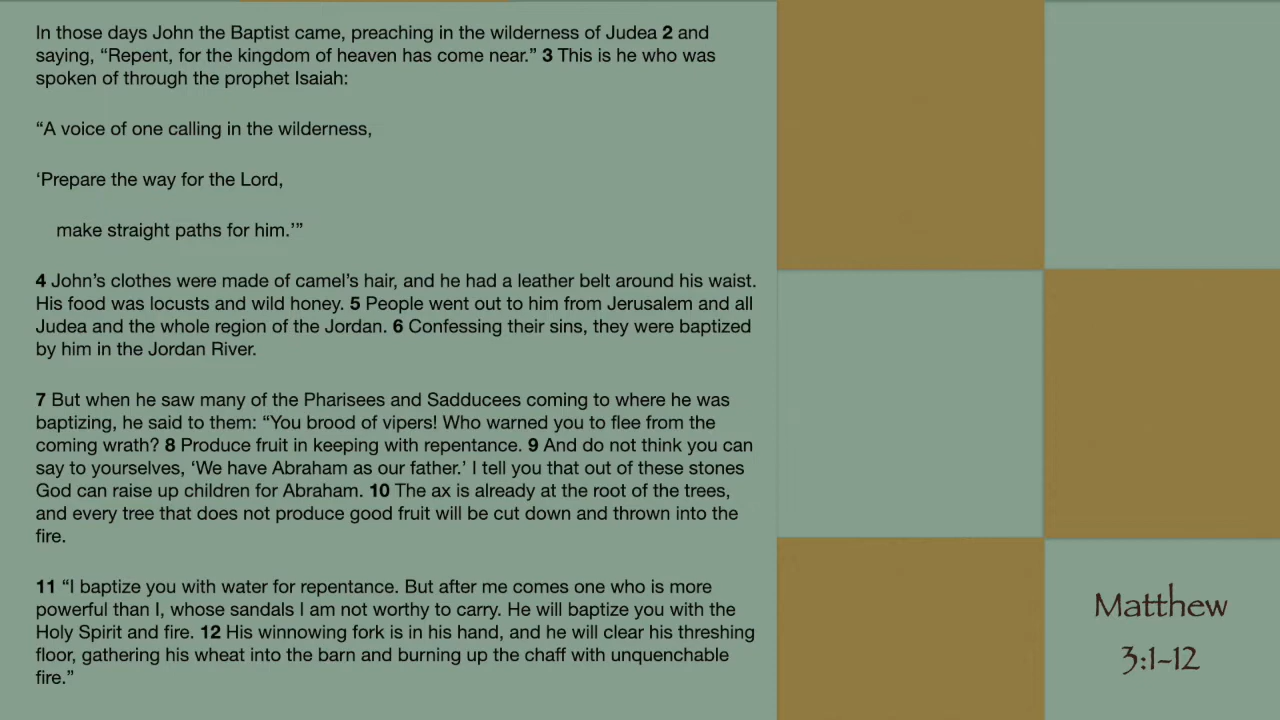 In those days John the Baptist came, preaching in the wilderness of Judea 2 and
saying, “Repent, for the kingdom of heaven has come near.” 3 This is he who was
spoken of through the prophet Isaiah:
“A voice of one calling in the wilderness,
‘Prepare the way for the Lord,
make straight paths for him.’”
4 John’s clothes were made of camel’s hair, and he had a leather belt around his waist.
His food was locusts and wild honey. 5 People went out to him from Jerusalem and all
Judea and the whole region of the Jordan. 6 Confessing their sins, they were baptized
by him in the Jordan River.
7 But when he saw many of the Pharisees and Sadducees coming to where he was
baptizing, he said to them: “You brood of vipers! Who warned you to flee from the
coming wrath? 8 Produce fruit in keeping with repentance. 9 And do not think you can
say to yourselves, ‘We have Abraham as our father.’ I tell you that out of these stones
God can raise up children for Abraham. 10 The ax is already at the root of the trees,
and every tree that does not produce good fruit will be cut down and thrown into the
fire.
11 “I baptize you with water for repentance. But after me comes one who is more
powerful than I, whose sandals I am not worthy to carry. He will baptize you with the
Holy Spirit and fire. 12 His winnowing fork is in his hand, and he will clear his threshing
floor, gathering his wheat into the barn and burning up the chaff with unquenchable
fire.”
Matthew
3:1-12